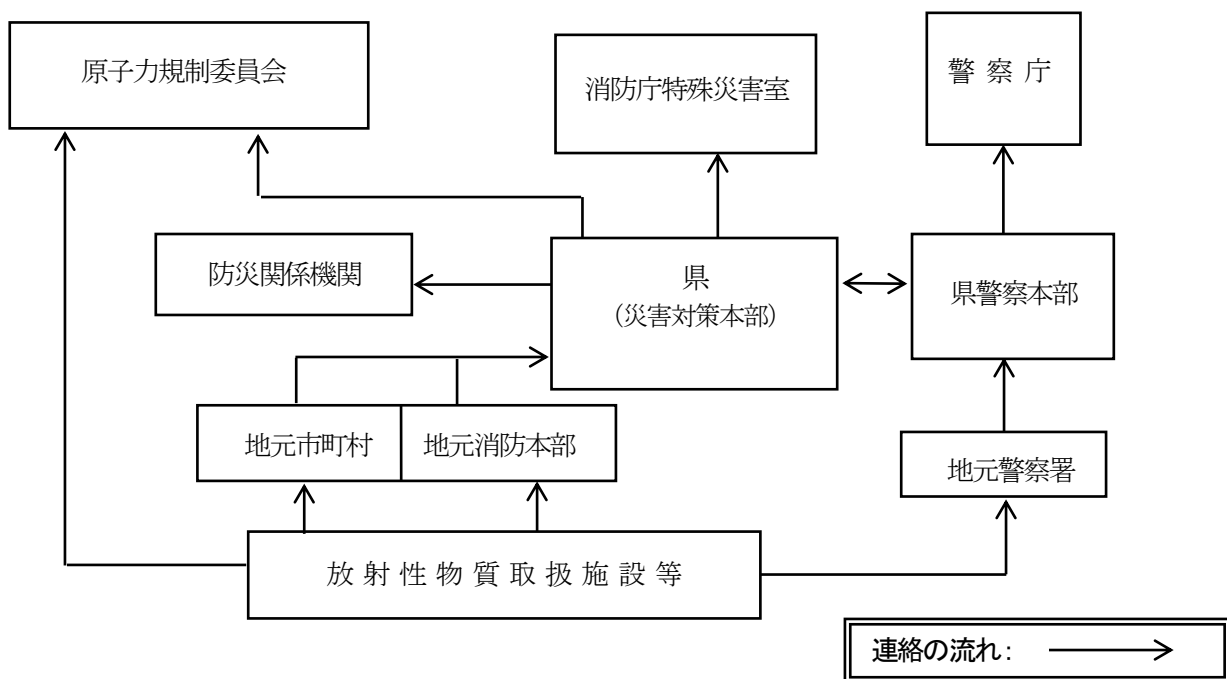 原子力規制委員会
消防庁特殊災害室
警察庁
防災関係機関
県
（災害対策本部）
県警察本部
地元市町村
地元消防本部
地元警察署
放射性物質取扱施設等
連絡の流れ：